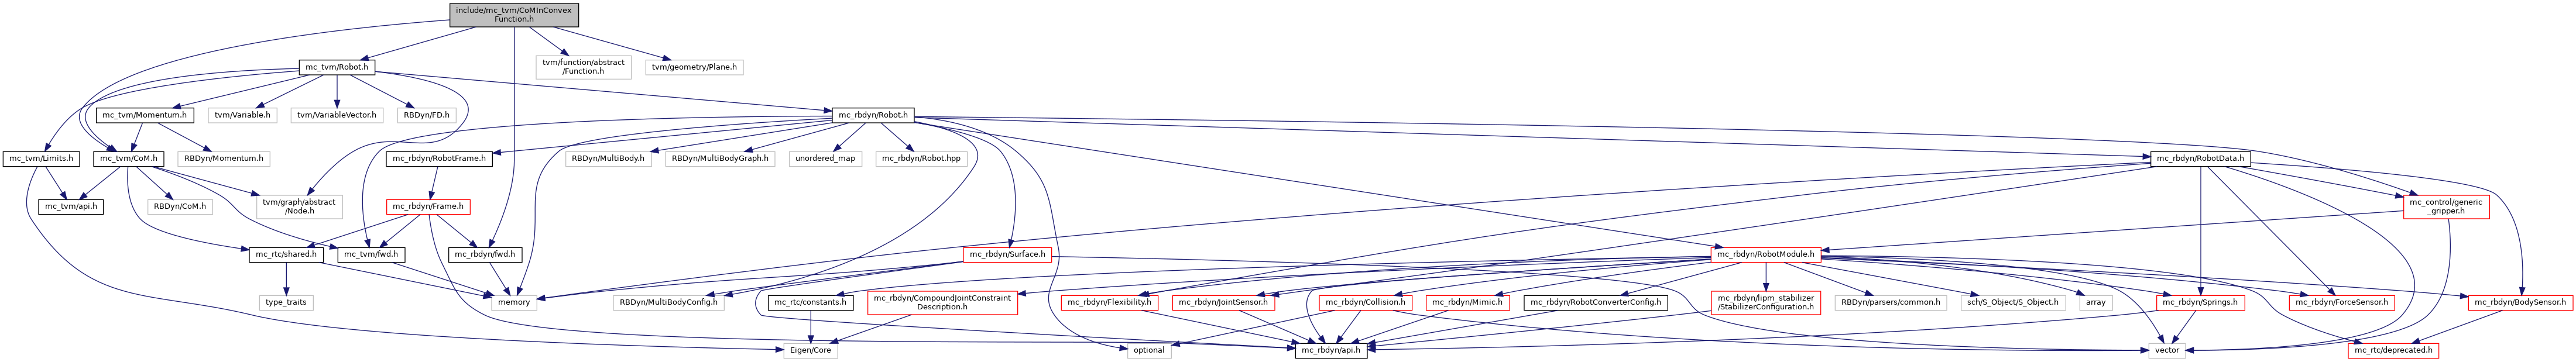 include/mc_tvm/CoMInConvex
Function.h
mc_tvm/Robot.h
tvm/function/abstract
/Function.h
tvm/geometry/Plane.h
mc_tvm/Momentum.h
tvm/Variable.h
tvm/VariableVector.h
RBDyn/FD.h
mc_rbdyn/Robot.h
mc_tvm/Limits.h
mc_tvm/CoM.h
RBDyn/Momentum.h
mc_rbdyn/RobotFrame.h
RBDyn/MultiBody.h
RBDyn/MultiBodyGraph.h
unordered_map
mc_rbdyn/Robot.hpp
mc_rbdyn/RobotData.h
mc_tvm/api.h
RBDyn/CoM.h
tvm/graph/abstract
/Node.h
mc_rbdyn/Frame.h
mc_control/generic
_gripper.h
mc_rtc/shared.h
mc_tvm/fwd.h
mc_rbdyn/fwd.h
mc_rbdyn/Surface.h
mc_rbdyn/RobotModule.h
type_traits
memory
RBDyn/MultiBodyConfig.h
mc_rtc/constants.h
mc_rbdyn/CompoundJointConstraint
Description.h
mc_rbdyn/Flexibility.h
mc_rbdyn/JointSensor.h
mc_rbdyn/Collision.h
mc_rbdyn/Mimic.h
mc_rbdyn/RobotConverterConfig.h
mc_rbdyn/lipm_stabilizer
/StabilizerConfiguration.h
RBDyn/parsers/common.h
sch/S_Object/S_Object.h
array
mc_rbdyn/Springs.h
mc_rbdyn/ForceSensor.h
mc_rbdyn/BodySensor.h
Eigen/Core
optional
mc_rbdyn/api.h
vector
mc_rtc/deprecated.h